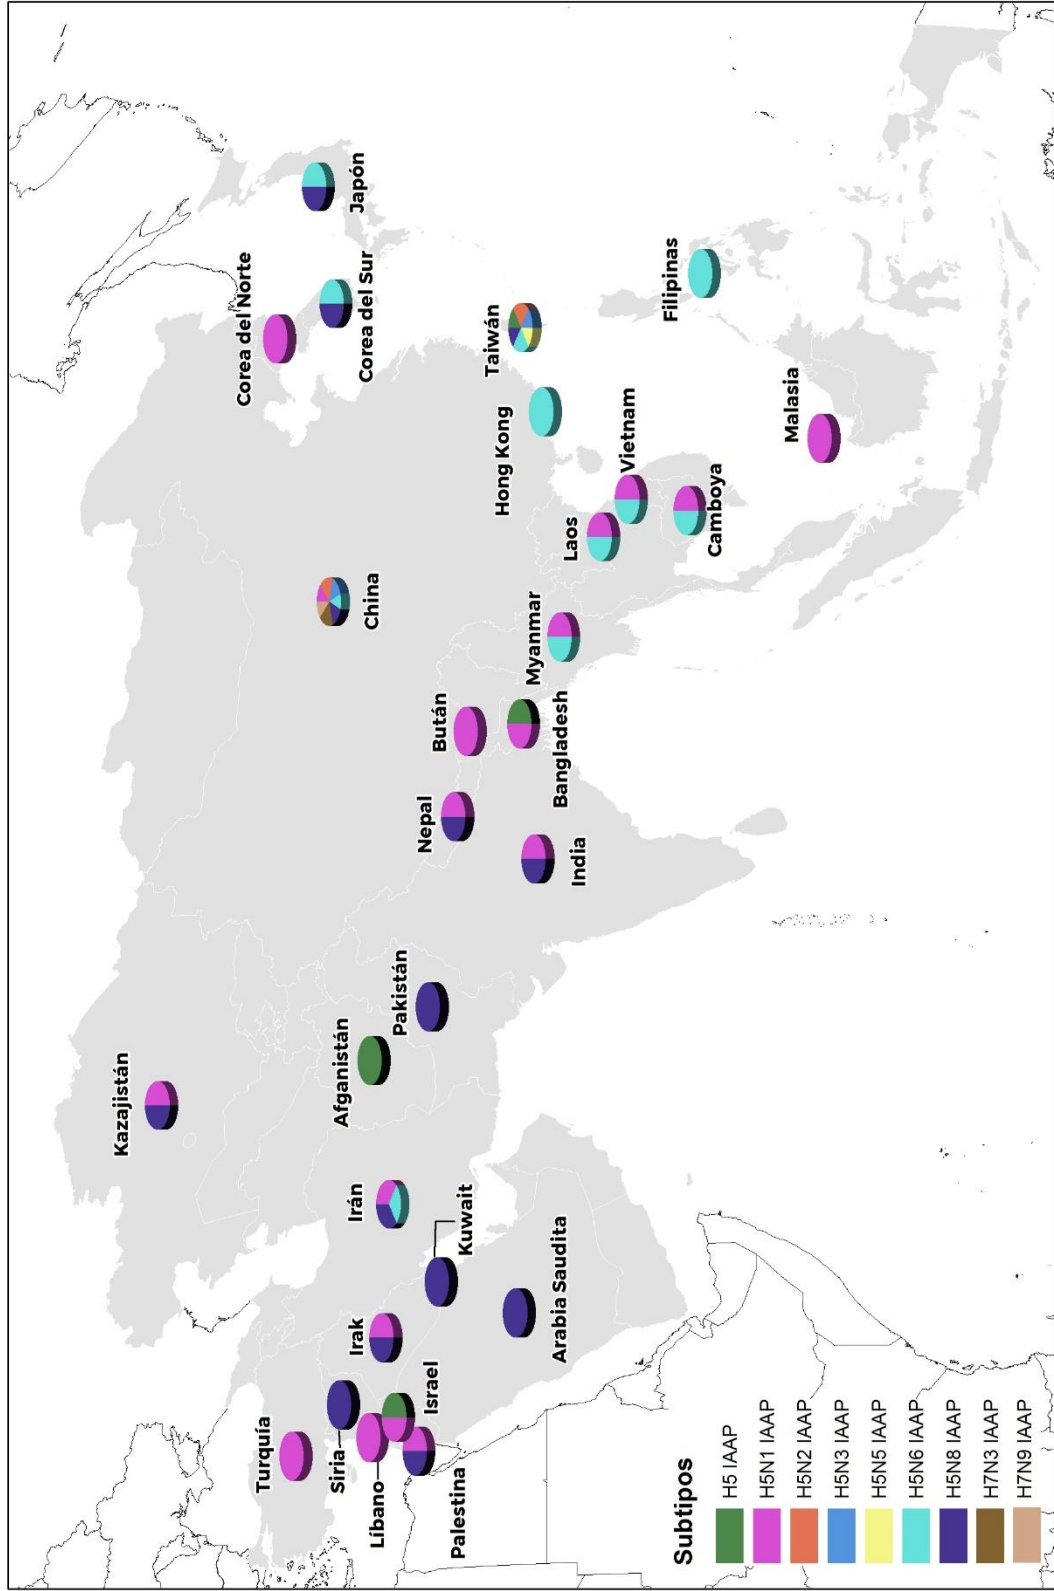 Japón
Corea del Norte
Corea del Sur
Kazajistán
China
Turquía
Siria
Líbano
Israel
Palestina
Irak
Irán
Kuwait
Arabia Saudita
Afganistán
Pakistán
Nepal
Bután
India
Bangladesh
Myanmar
Laos
Vietnam
Camboya
Hong Kong
Taiwán
Filipinas
Malasia
Subtipos
H5 IAAP
H5N1 IAAP
H5N2 IAAP
H5N3 IAAP
H5N5 IAAP
H5N6 IAAP
H5N8 IAAP
H7N3 IAAP
H7N9 IAAP